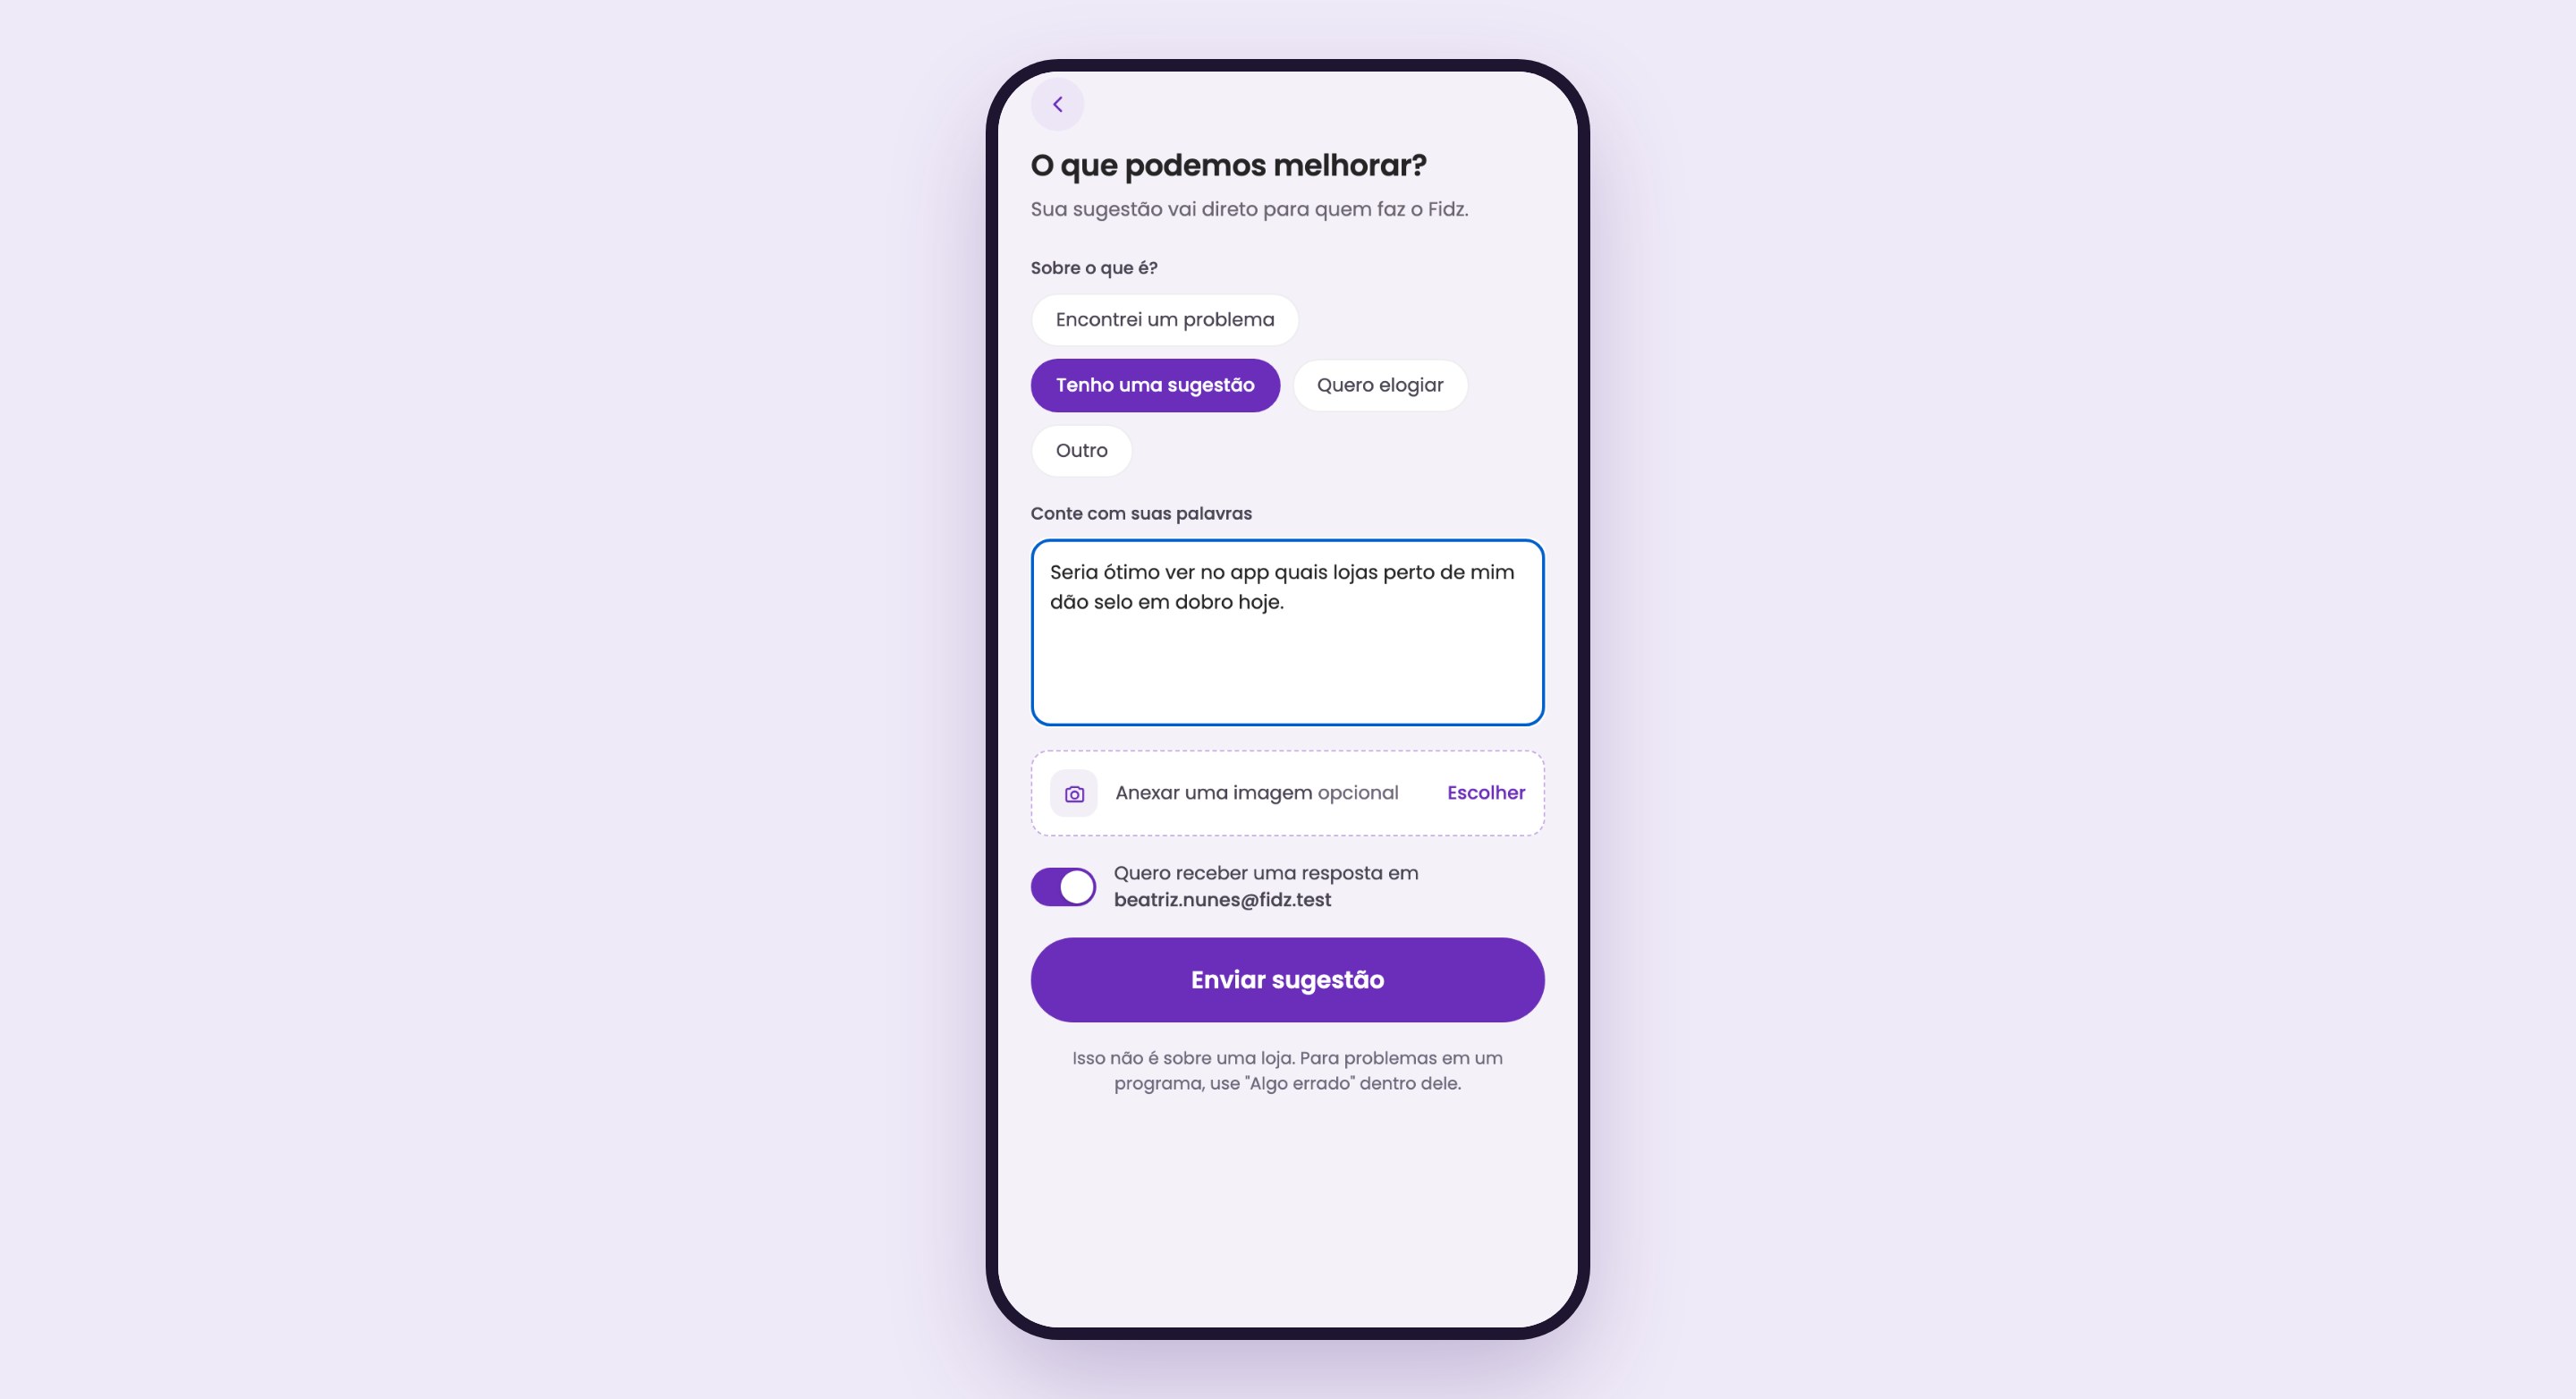 O que podemos melhorar?
Sua sugestão vai direto para quem faz o Fidz.
Sobre o que é?
Encontrei um problema
Tenho uma sugestão
Quero elogiar
Outro
Conte com suas palavras
Seria ótimo ver no app quais lojas perto de mim
dão selo em dobro hoje.
Anexar uma imagem opcional
Escolher
Quero receber uma resposta em
beatriz.nunes@fidz.test
Enviar sugestão
Isso não é sobre uma loja. Para problemas em um
programa, use "Algo errado" dentro dele.